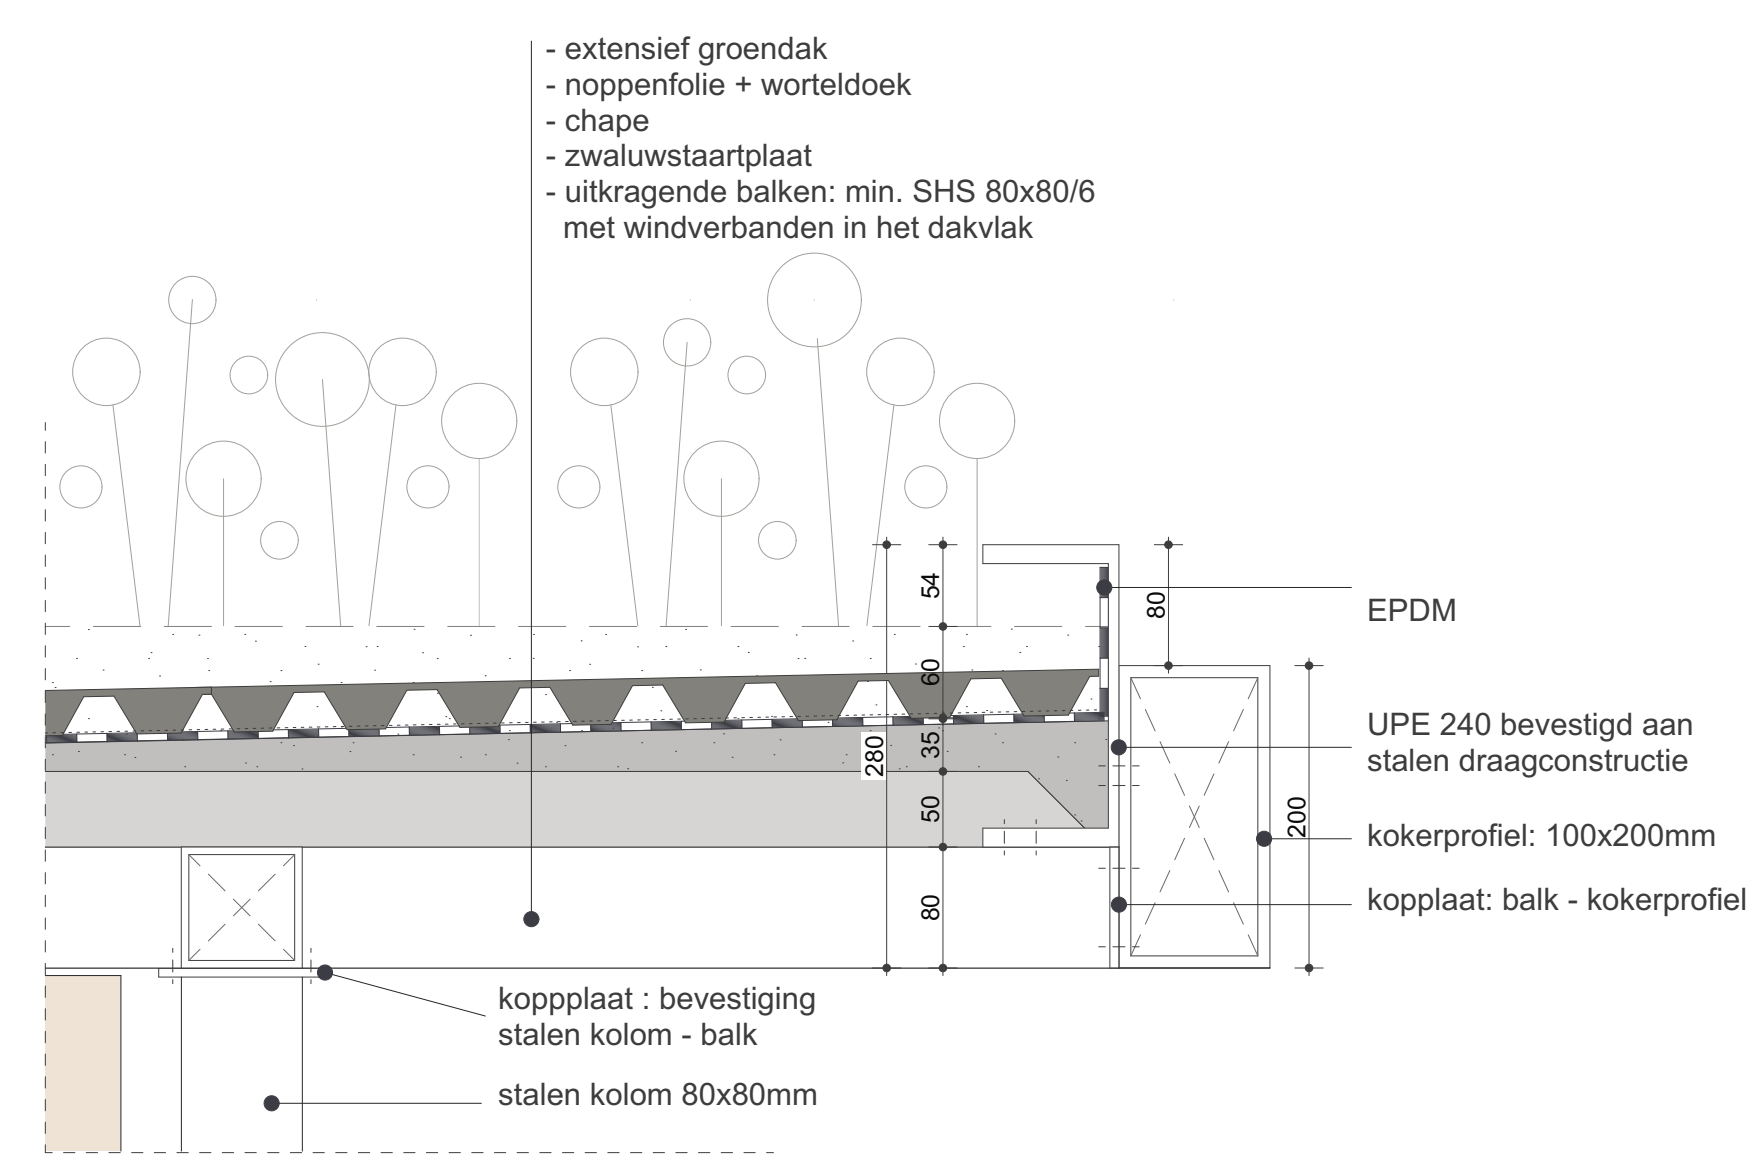 - extensief groendak
- noppenfolie + worteldoek
- chape
- zwaluwstaartplaat
- uitkragende balken: min. SHS 80x80/6
met windverbanden in het dakvlak
54
80
EPDM
60
UPE 240 bevestigd aan
stalen draagconstructie
280
35
50
200
kokerprofiel: 100x200mm
80
kopplaat: balk - kokerprofiel
koppplaat : bevestiging
stalen kolom - balk
stalen kolom 80x80mm